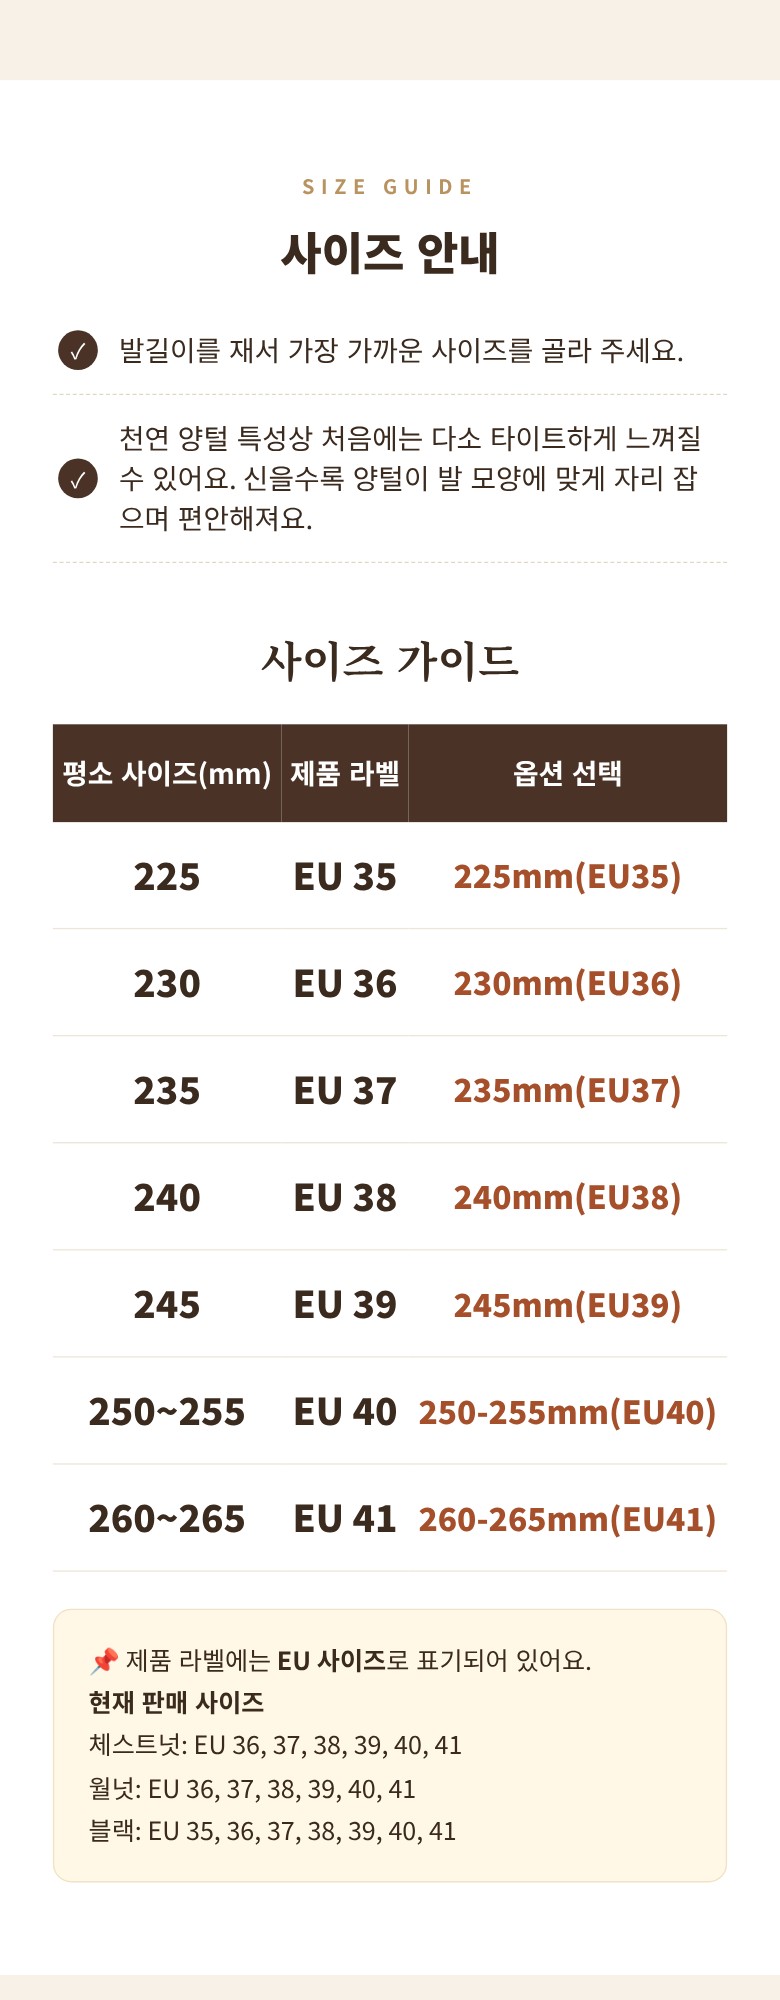 SIZE GUIDE
사이즈 안내
✓ 발길이를 재서 가장 가까운 사이즈를 골라 주세요.
✓ 천연 양털 특성상 처음에는 다소 타이트하게 느껴질
수 있어요. 신을수록 양털이 발 모양에 맞게 자리 잡
으며 편안해져요.
사이즈 가이드
평소 사이즈(mm) 제품 라벨 옵션 선택
225 EU 35 225mm(EU35)
230 EU 36 230mm(EU36)
235 EU 37 235mm(EU37)
240 EU 38 240mm(EU38)
245 EU 39 245mm(EU39)
250~255 EU 40 250-255mm(EU40)
260~265 EU 41 260-265mm(EU41)
📌 제품 라벨에는 EU 사이즈로 표기되어 있어요.
현재 판매 사이즈
체스트넛: EU 36, 37, 38, 39, 40, 41
월넛: EU 36, 37, 38, 39, 40, 41
블랙: EU 35, 36, 37, 38, 39, 40, 41